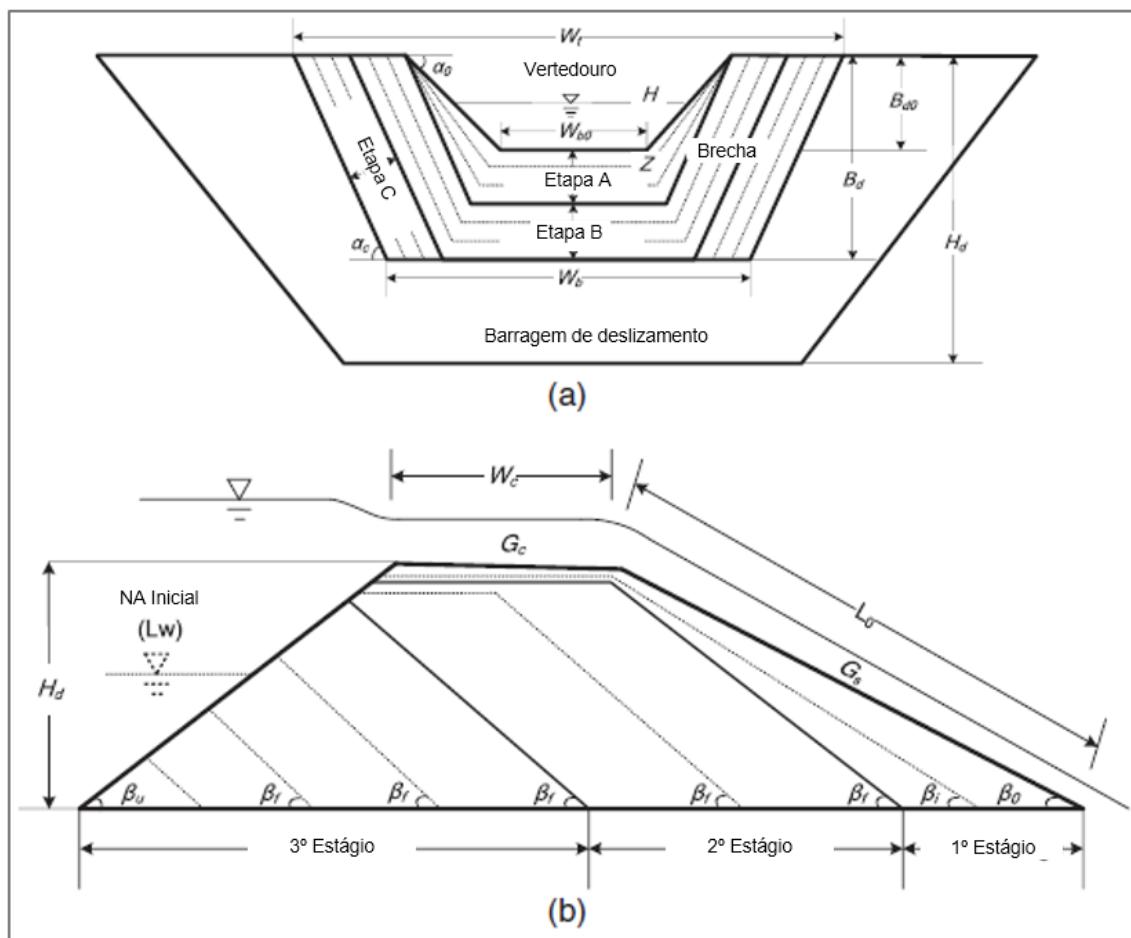 (a)
W_t
α_0
Vertedouro
H
B_d0
W_b0
Z
Brecha
Etapa A
Etapa C
B_d
Etapa B
H_d
α_c
W_b
Barragem de deslizamento
(a)
W_c
G_c
L_0
NA Inicial
(Lw)
H_d
G_s
β_u
β_f
β_f
β_f
β_f
β_f
β_i
β_0
3º Estágio
2º Estágio
1º Estágio
(b)
(b)